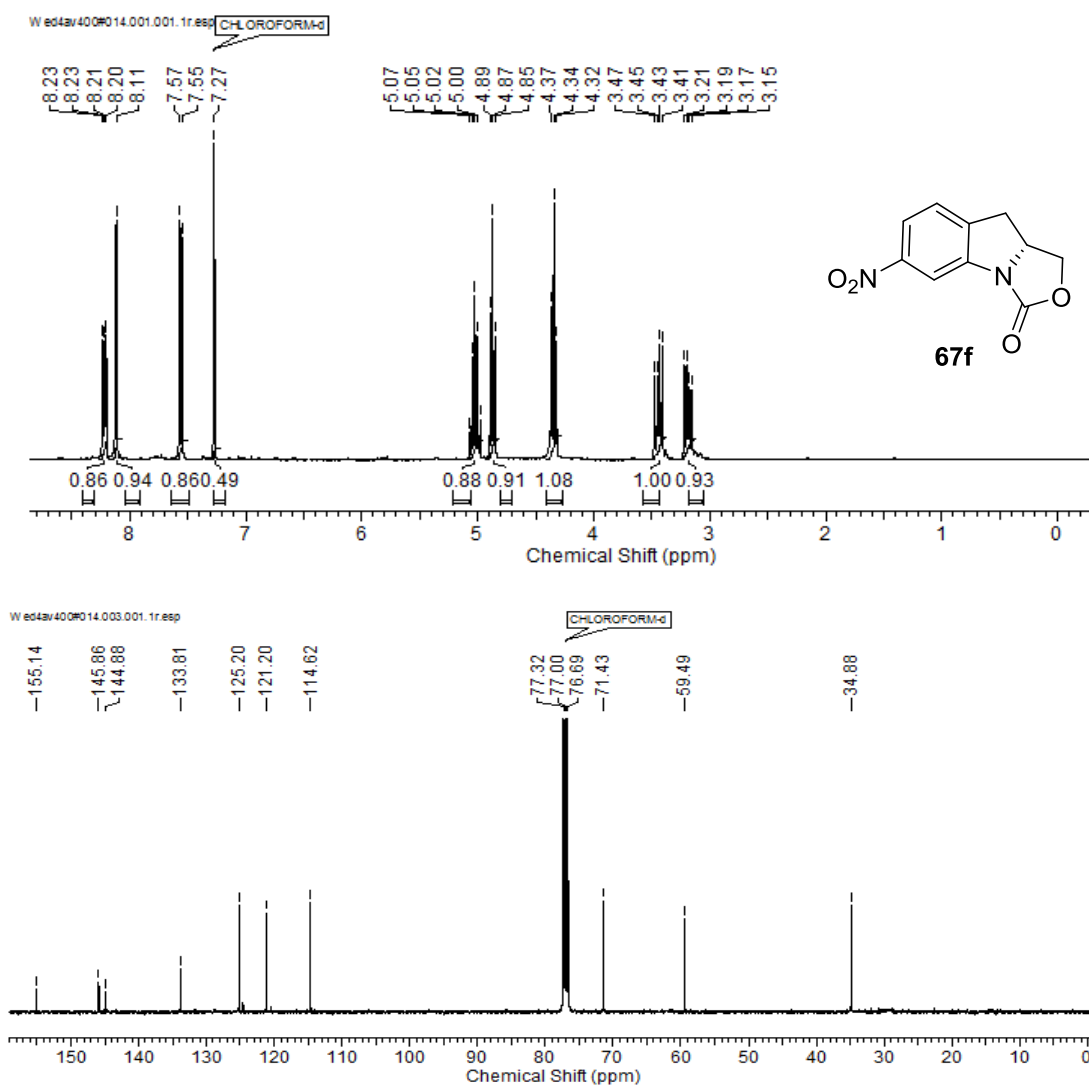 W ed4av400#014.001.001.1r.esp
CHLOROFORM-d
8.23 8.23 8.21 8.20 8.11 7.57 7.55 7.27 5.07 5.05 5.02 5.00 4.89 4.87 4.85 4.37 4.34 4.32 3.47 3.45 3.43 3.41 3.21 3.19 3.17 3.15
O2N
N
O
O
67f
0.86 0.94 0.86 0.49 0.88 0.91 1.08 1.00 0.93
8 7 6 5 4 3 2 1 0
Chemical Shift (ppm)
W ed4av400#014.003.001.1r.esp
CHLOROFORM-d
155.14 145.86 144.88 133.81 125.20 121.20 114.62 77.32 77.00 76.69 71.43 59.49 34.88
150 140 130 120 110 100 90 80 70 60 50 40 30 20 10 0
Chemical Shift (ppm)